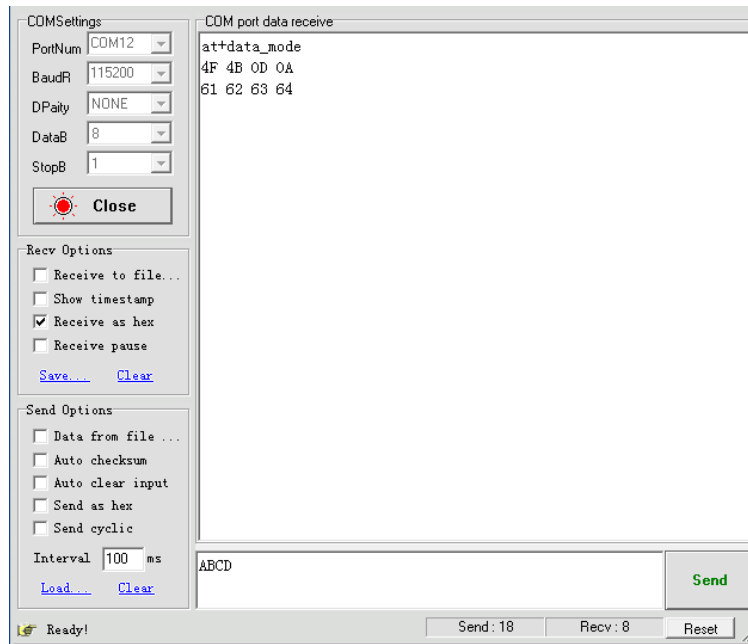 COMSettings
PortNum COM12
BaudR 115200
DPaity NONE
DataB 8
StopB 1
Close
Recv Options
Receive to file...
Show timestamp
Receive as hex
Receive pause
Save... Clear
Send Options
Data from file ...
Auto checksum
Auto clear input
Send as hex
Send cyclic
Interval 100 ms
Load... Clear
COM port data receive
at+data_mode
4F 4B 0D 0A
61 62 63 64
ABCD
Send
Ready!
Send : 18
Recv : 8
Reset